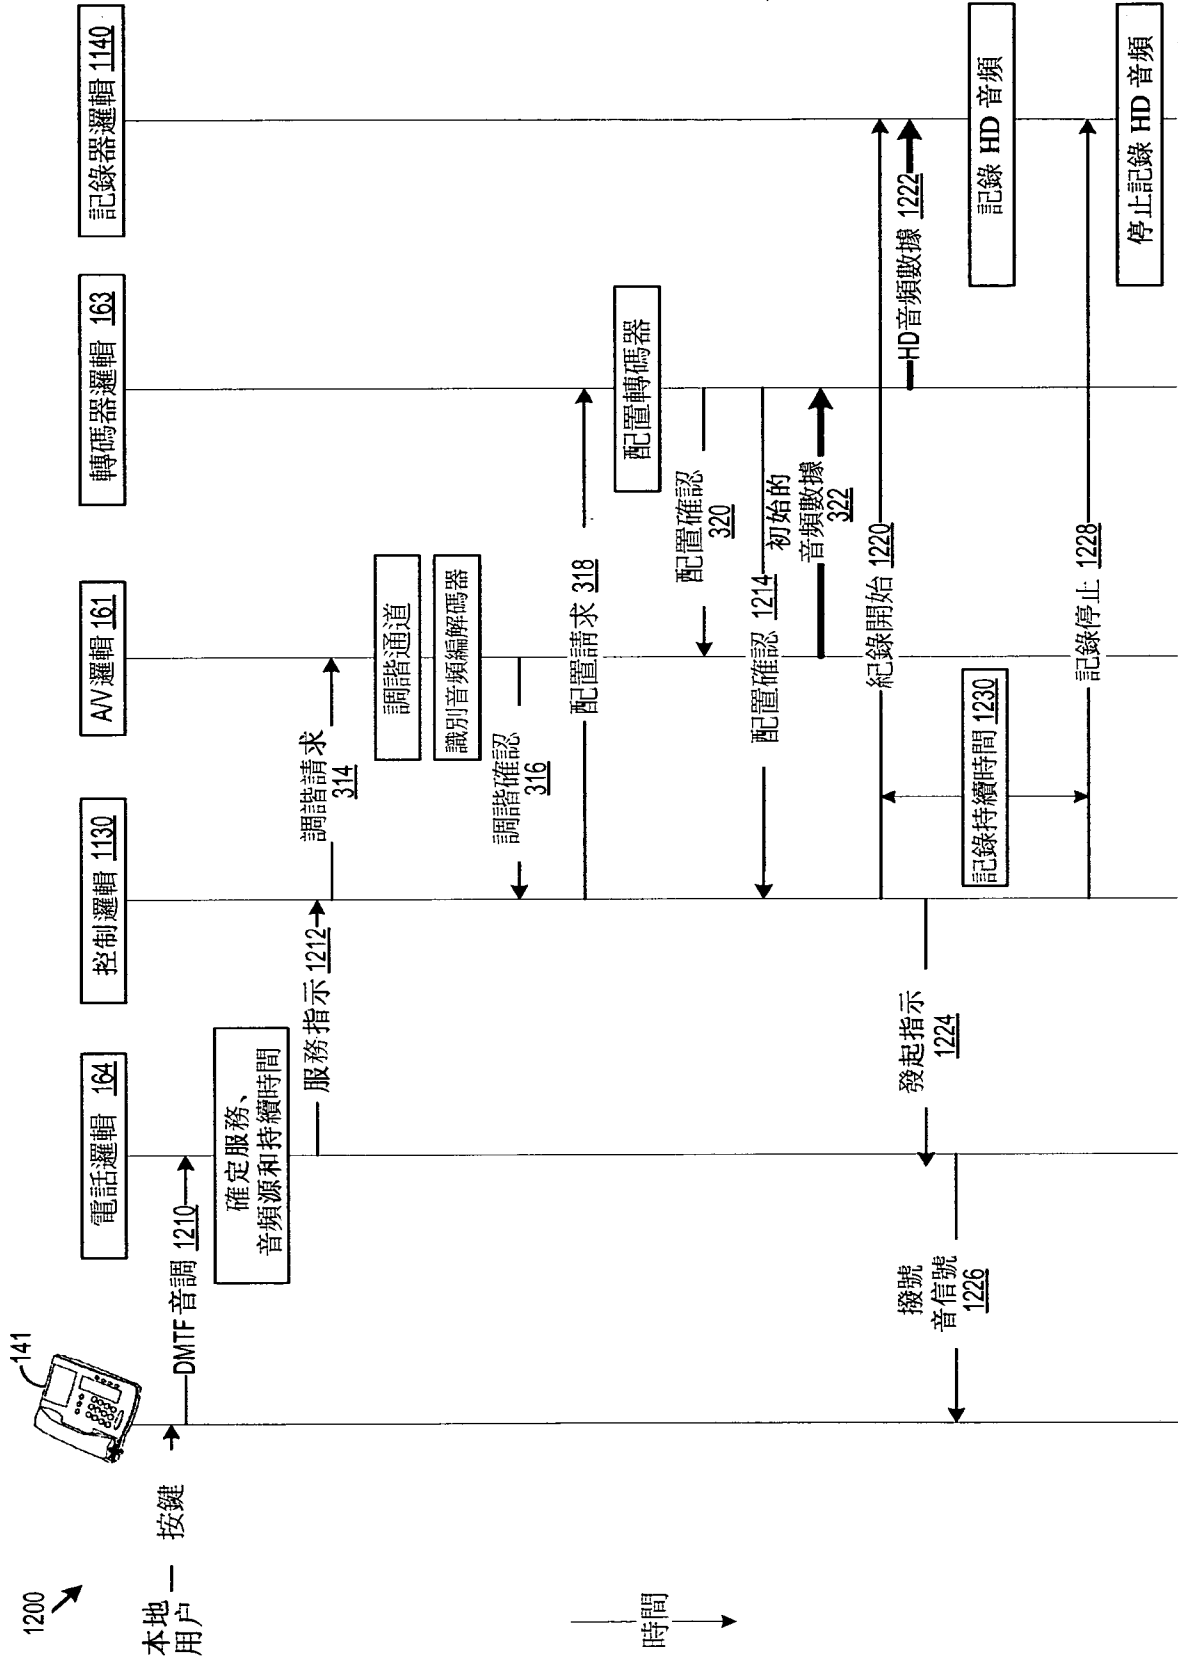 1200
141
電話邏輯 164
控制邏輯 1130
A/V邏輯 161
轉碼器邏輯 163
記錄器邏輯 1140
本地
用户
按鍵
DMTF 音調 1210
確定服務、
音頻源和持續時間
服務指示 1212
調諧請求
314
調諧通道
識別音頻編解碼器
調諧確認
316
配置請求 318
配置轉碼器
配置確認
320
配置確認 1214
初始的
音頻數據
322
紀錄開始 1220
HD音頻數據 1222
發起指示
1224
撥號
音信號
1226
記錄持續時間 1230
記錄 HD 音頻
記錄停止 1228
停止記錄 HD 音頻
時間